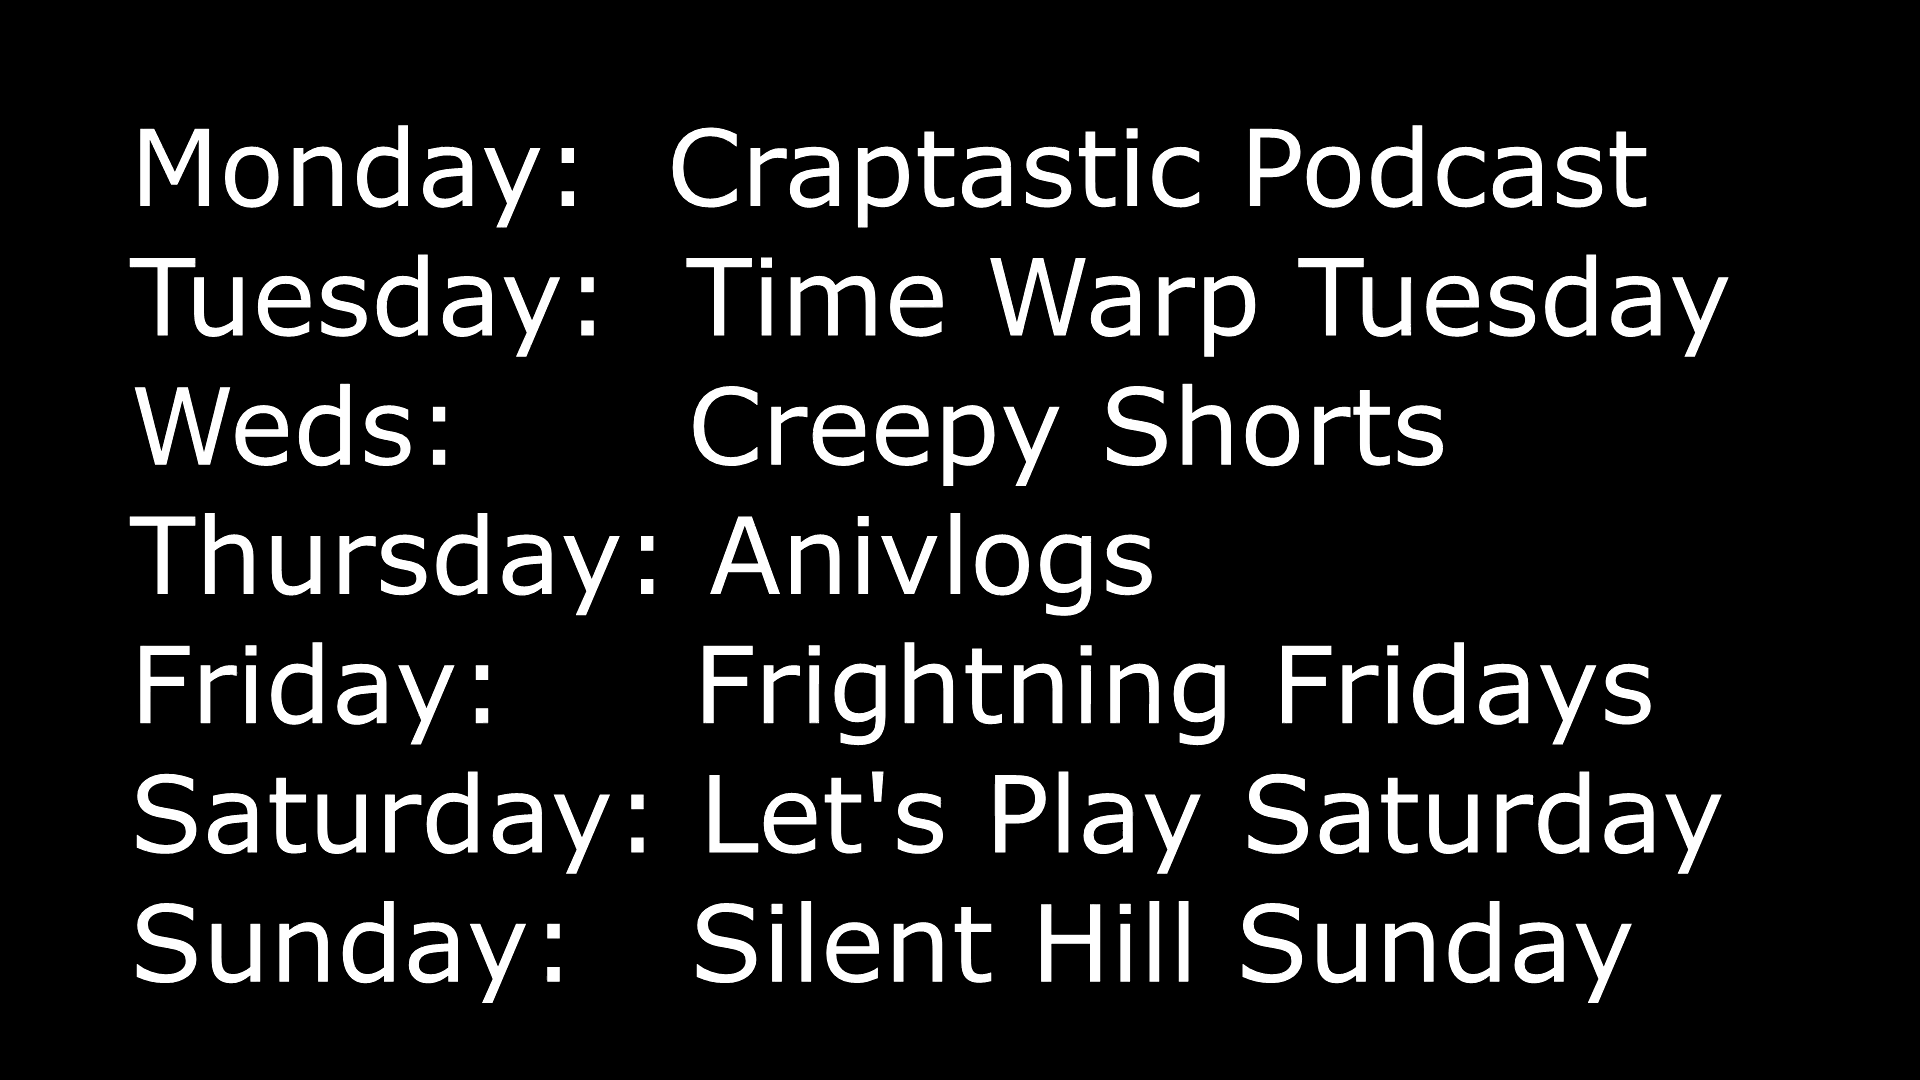 Monday: Craptastic Podcast
Tuesday: Time Warp Tuesday
Weds: Creepy Shorts
Thursday: Anivlogs
Friday: Frightning Fridays
Saturday: Let's Play Saturday
Sunday: Silent Hill Sunday